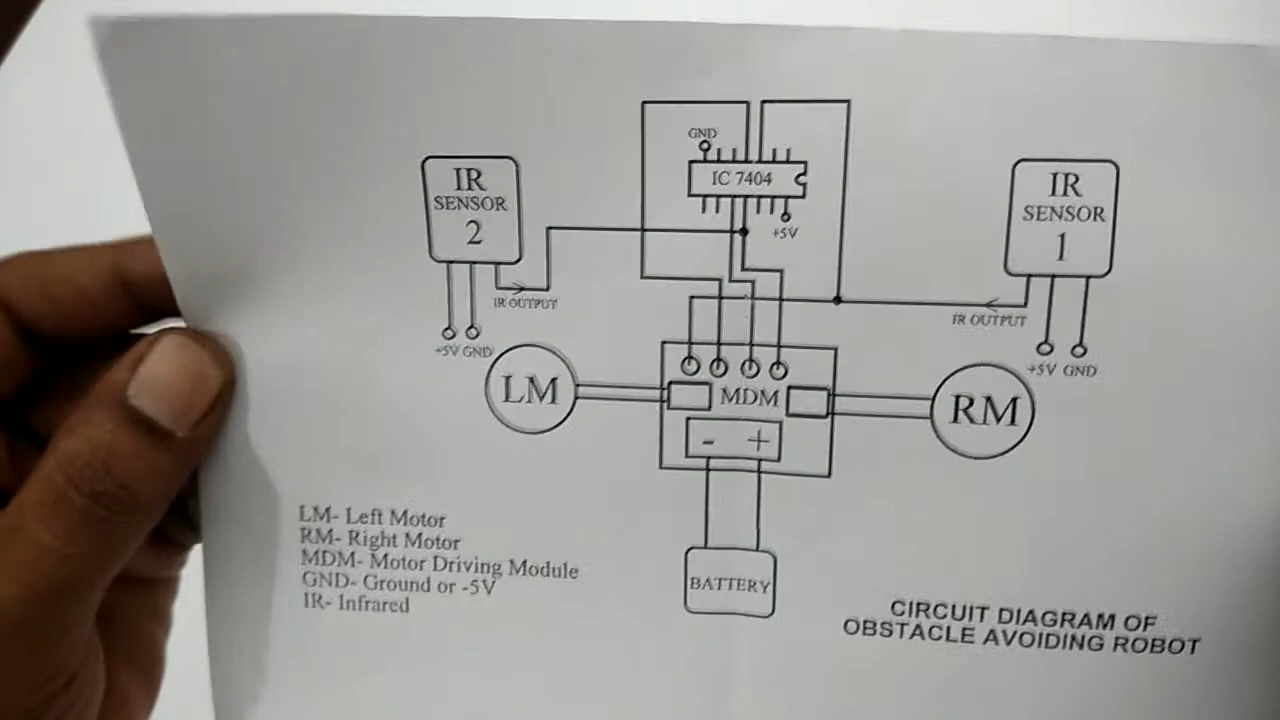 GND
IC 7404
+5V
IR
SENSOR
2
IR OUTPUT
+5V GND
IR
SENSOR
1
IR OUTPUT
+5V GND
LM
MDM
RM
- +
BATTERY
LM- Left Motor
RM- Right Motor
MDM- Motor Driving Module
GND- Ground or -5V
IR- Infrared
CIRCUIT DIAGRAM OF
OBSTACLE AVOIDING ROBOT